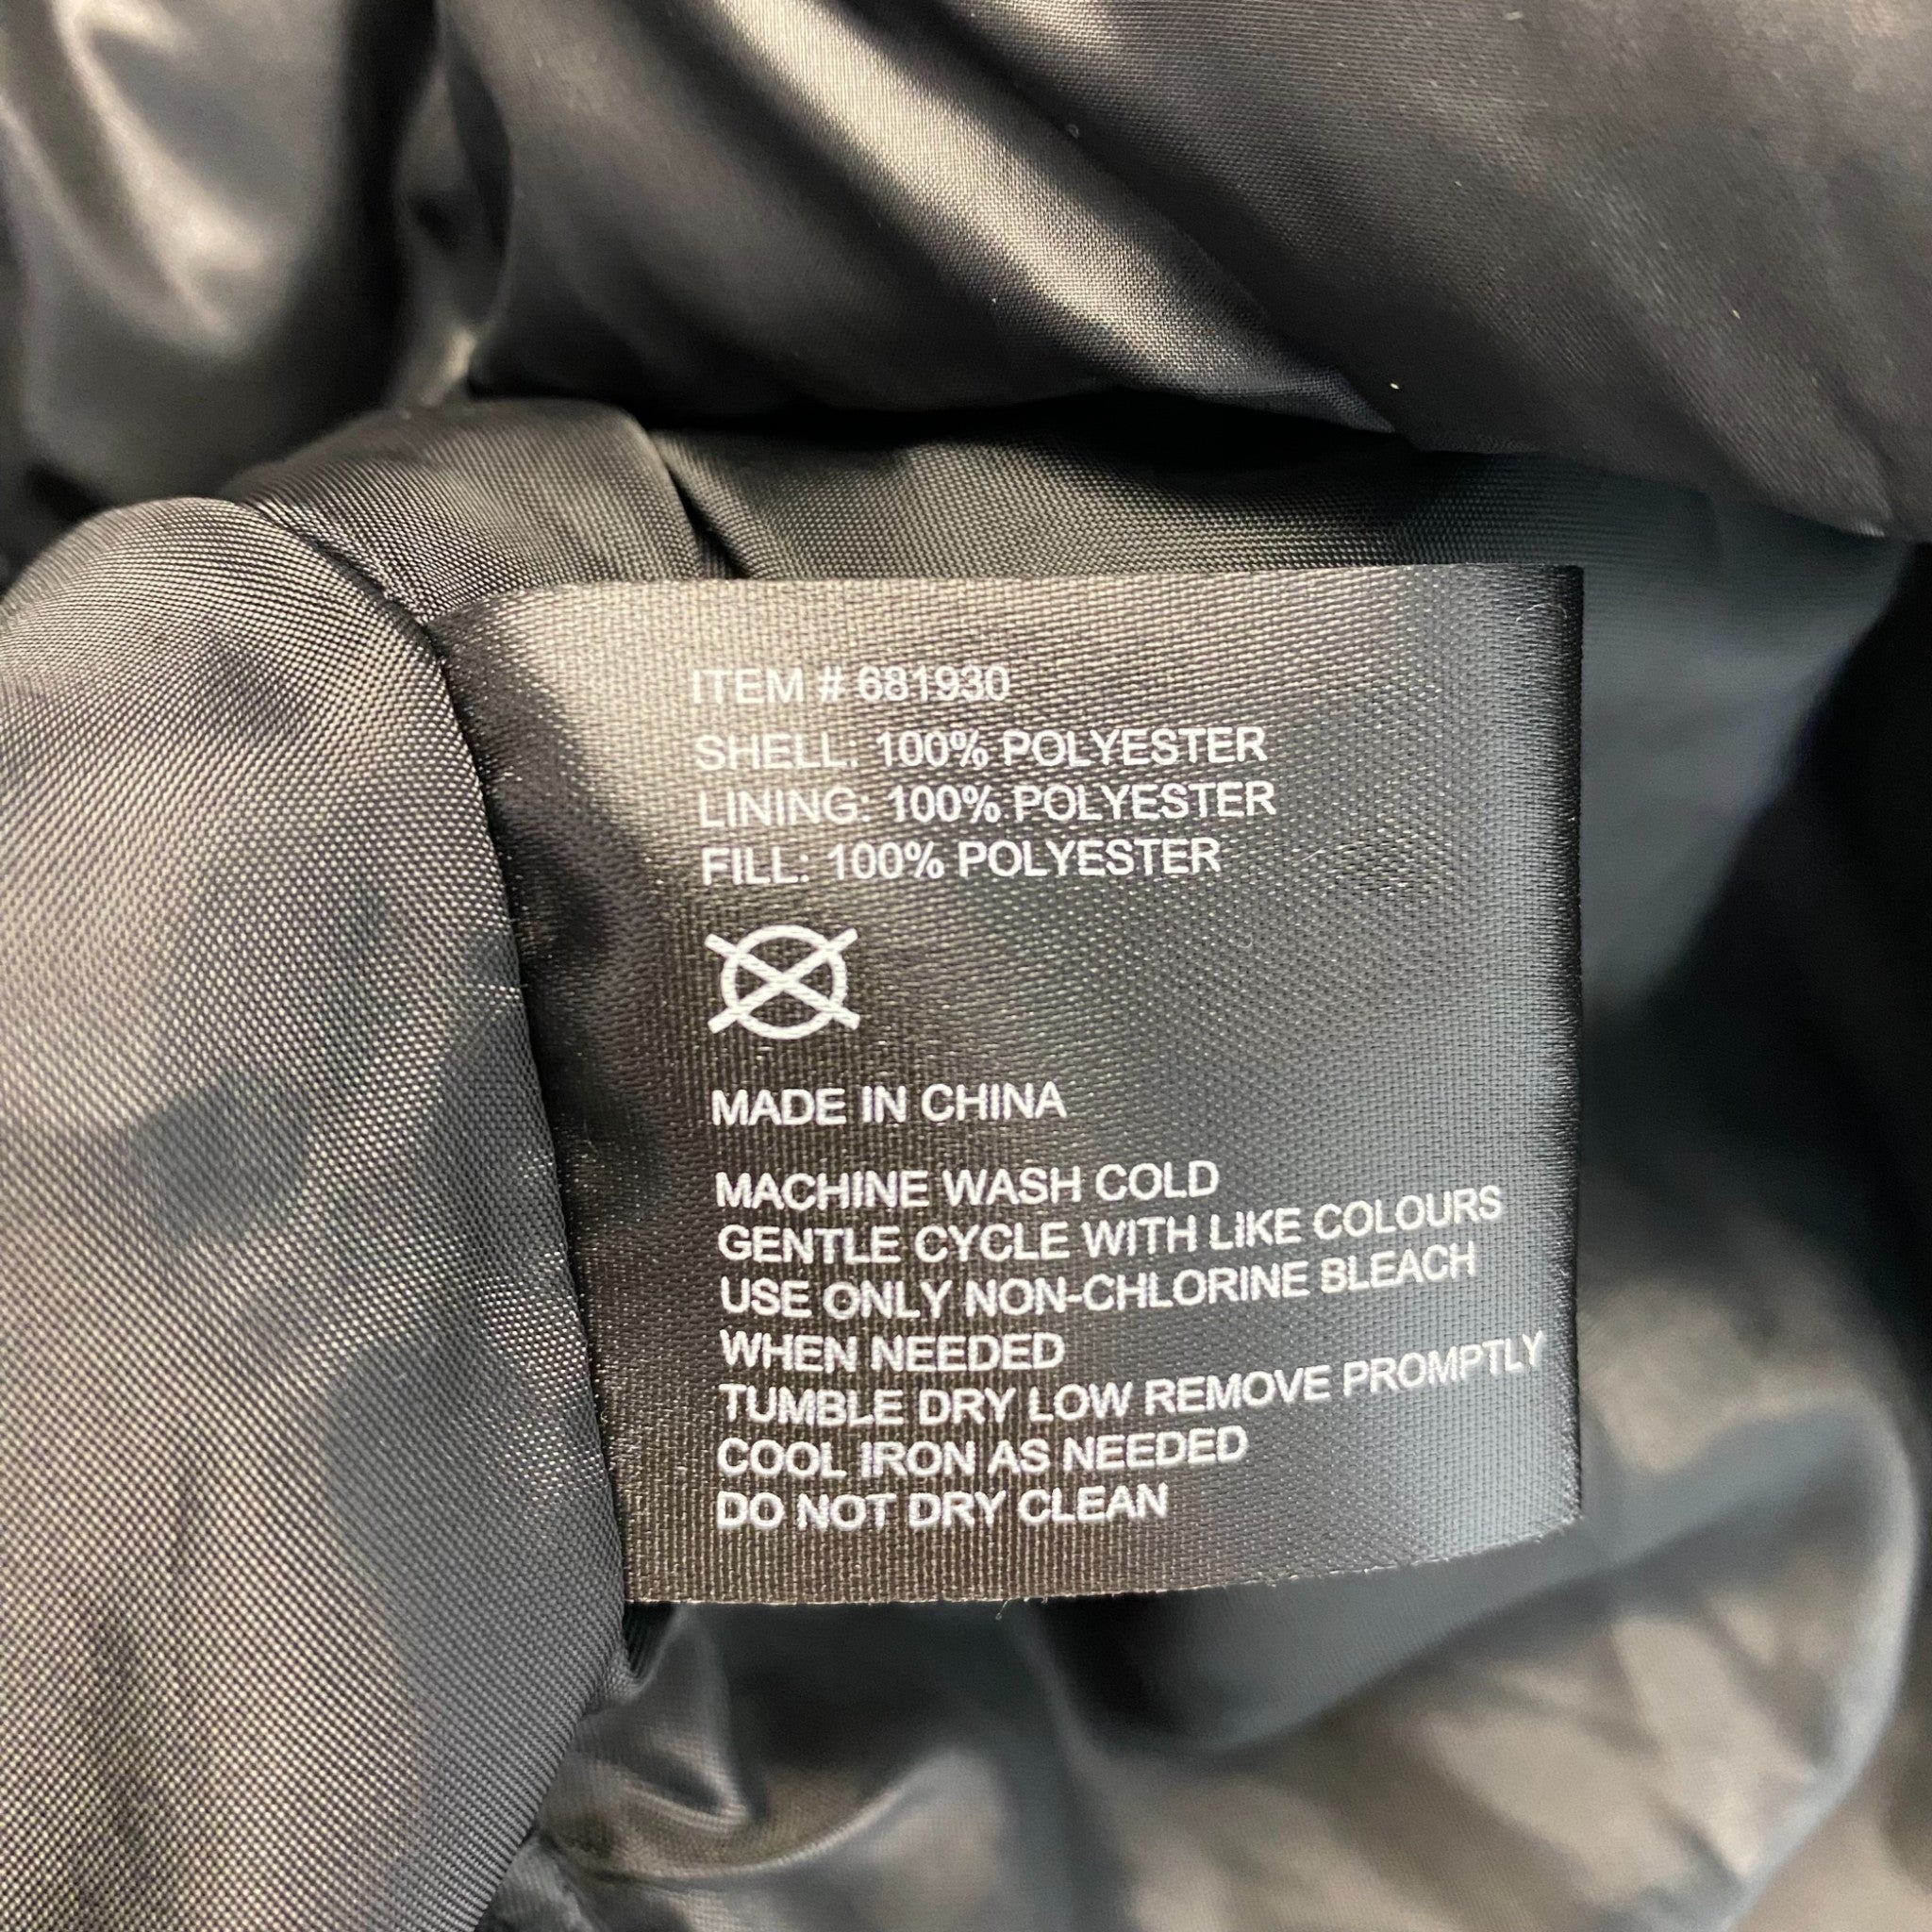 ITEM # 681930
SHELL: 100% POLYESTER
LINING: 100% POLYESTER
FILL: 100% POLYESTER
MADE IN CHINA
MACHINE WASH COLD
GENTLE CYCLE WITH LIKE COLOURS
USE ONLY NON-CHLORINE BLEACH
WHEN NEEDED
TUMBLE DRY LOW REMOVE PROMPTLY
COOL IRON AS NEEDED
DO NOT DRY CLEAN